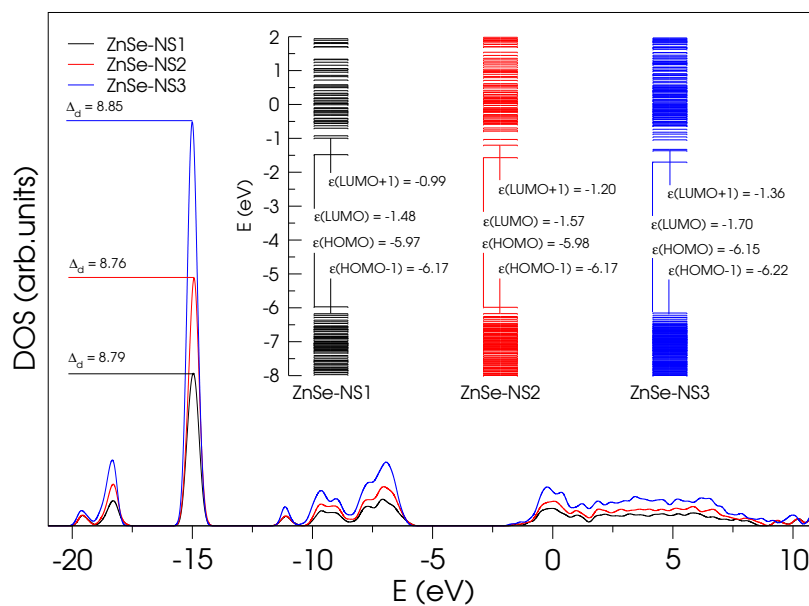 ZnSe-NS1
ZnSe-NS2
ZnSe-NS3
Δd = 8.85
Δd = 8.76
Δd = 8.79
DOS (arb.units)
E (eV)
2
1
0
-1
-2
-3
-4
-5
-6
-7
-8
ε(LUMO+1) = -0.99
ε(LUMO) = -1.48
ε(HOMO) = -5.97
ε(HOMO-1) = -6.17
ε(LUMO+1) = -1.20
ε(LUMO) = -1.57
ε(HOMO) = -5.98
ε(HOMO-1) = -6.17
ε(LUMO+1) = -1.36
ε(LUMO) = -1.70
ε(HOMO) = -6.15
ε(HOMO-1) = -6.22
ZnSe-NS1 ZnSe-NS2 ZnSe-NS3
-20 -15 -10 -5 0 5 10
E (eV)